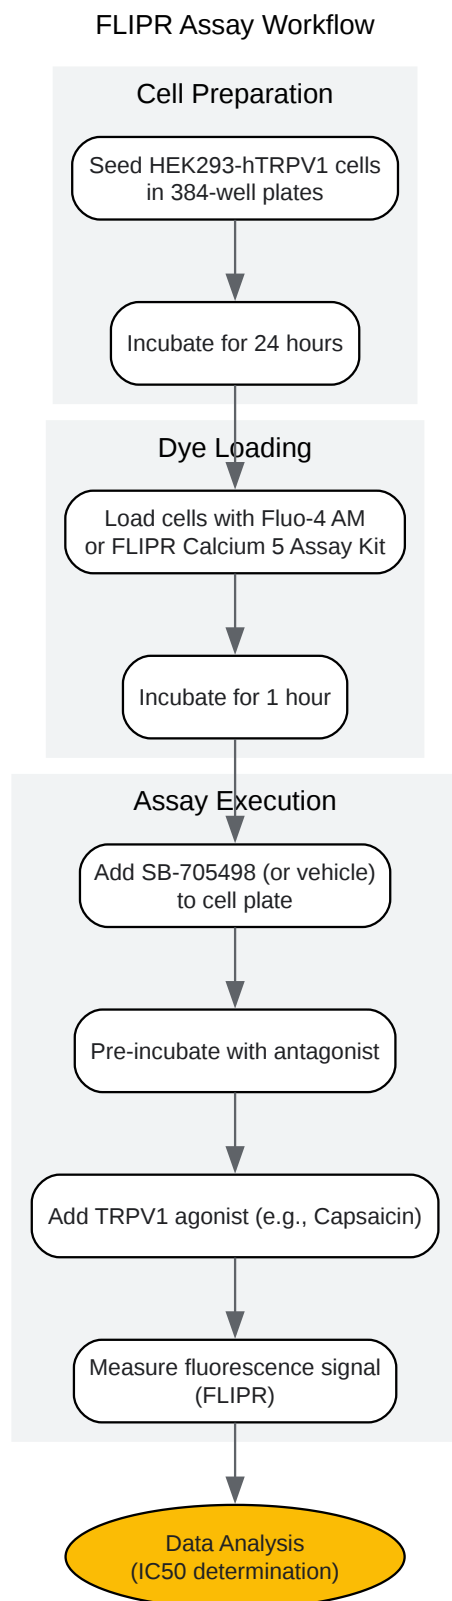 FLIPR Assay Workflow
Cell Preparation
Seed HEK293-hTRPV1 cells
in 384-well plates
Incubate for 24 hours
Dye Loading
Load cells with Fluo-4 AM
or FLIPR Calcium 5 Assay Kit
Incubate for 1 hour
Assay Execution
Add SB-705498 (or vehicle)
to cell plate
Pre-incubate with antagonist
Add TRPV1 agonist (e.g., Capsaicin)
Measure fluorescence signal
(FLIPR)
Data Analysis
(IC50 determination)